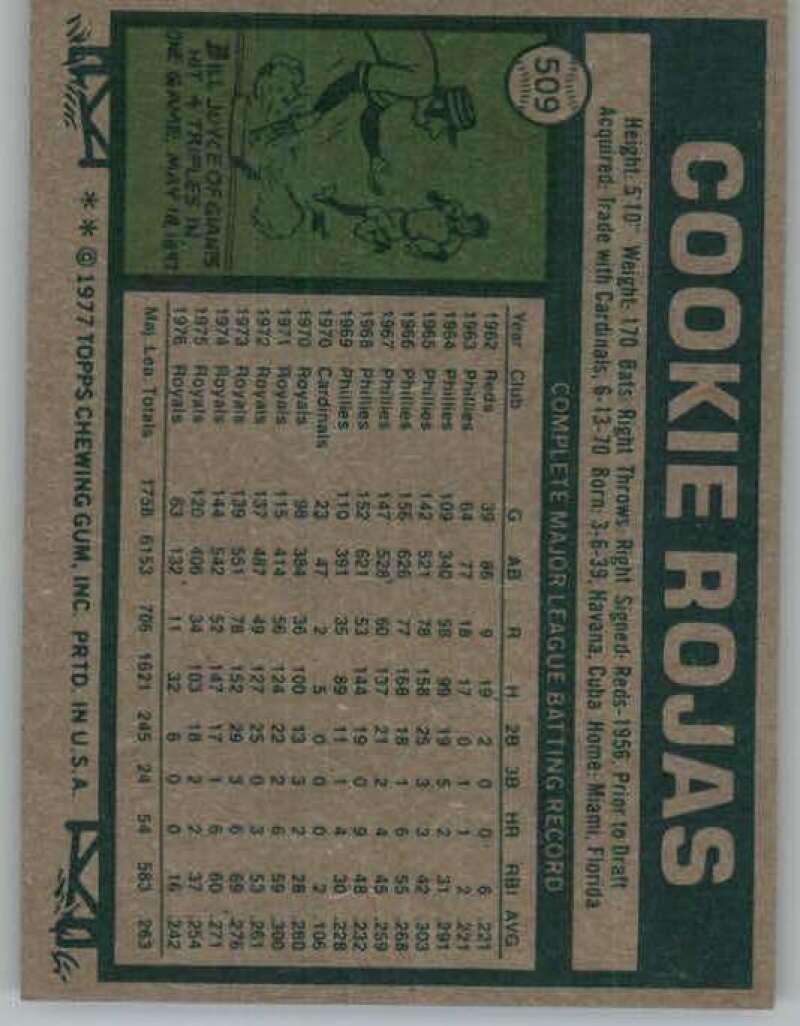 509
COOKIE ROJAS
Height: 5'10" Weight: 170 Bats: Right Throws: Right Signed: Reds-1956, Prior to Draft
Acquired: Trade with Cardinals, 6-13-70 Born: 3-6-39, Havana, Cuba Home: Miami, Florida
COMPLETE MAJOR LEAGUE BATTING RECORD
Year Club G AB R H 2B 3B HR RBI AVG
1962 Reds 39 86 9 19 2 0 0 6 .221
1963 Phillies 64 77 18 17 0 1 1 2 .221
1964 Phillies 109 340 58 99 19 5 2 31 .291
1965 Phillies 142 521 78 158 25 3 3 42 .303
1966 Phillies 156 626 77 168 18 1 6 55 .268
1967 Phillies 147 528 60 137 21 2 4 45 .259
1968 Phillies 152 621 53 144 19 0 9 48 .232
1969 Phillies 110 391 35 89 11 1 4 30 .228
1970 Cardinals 23 47 2 5 0 0 0 2 .106
1970 Royals 98 384 36 100 13 3 2 28 .260
1971 Royals 115 414 56 124 22 2 6 59 .300
1972 Royals 137 487 49 127 25 0 3 53 .261
1973 Royals 139 551 78 152 29 3 6 69 .276
1974 Royals 144 542 52 147 17 1 6 60 .271
1975 Royals 120 406 34 103 18 2 2 37 .254
1976 Royals 63 132 11 32 6 0 0 16 .242
Maj. Lea. Totals 1758 6153 706 1621 245 24 54 583 .263
BILL JOYCE OF GIANTS
HIT 4 TRIPLES IN
ONE GAME, MAY 18, 1897
* * © 1977 TOPPS CHEWING GUM, INC. PRTD. IN U.S.A.